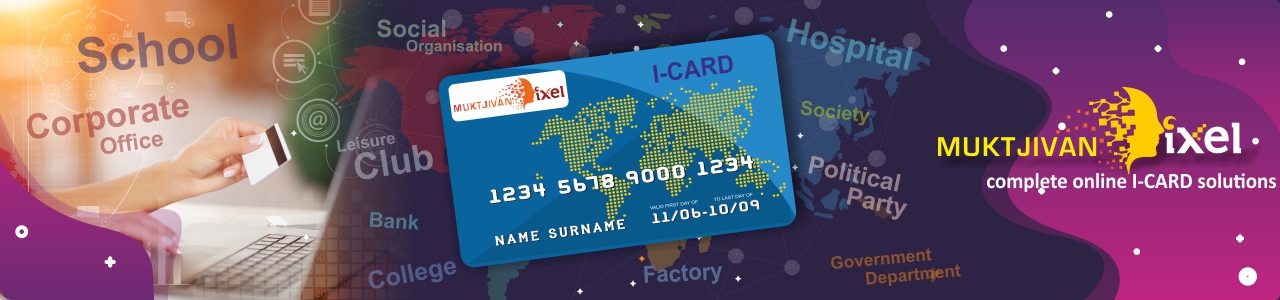 School
Corporate
Office
Social
Organisation
Leisure
Club
Bank
College
MUKTJIVAN ixel
I-CARD
1234 5678 9000 1234
VALID FIRST DAY OF TO LAST DAY OF
11/06-10/09
NAME SURNAME
Factory
Hospital
Society
Political
Party
Government
Department
MUKTJIVAN ixel
complete online I-CARD solutions